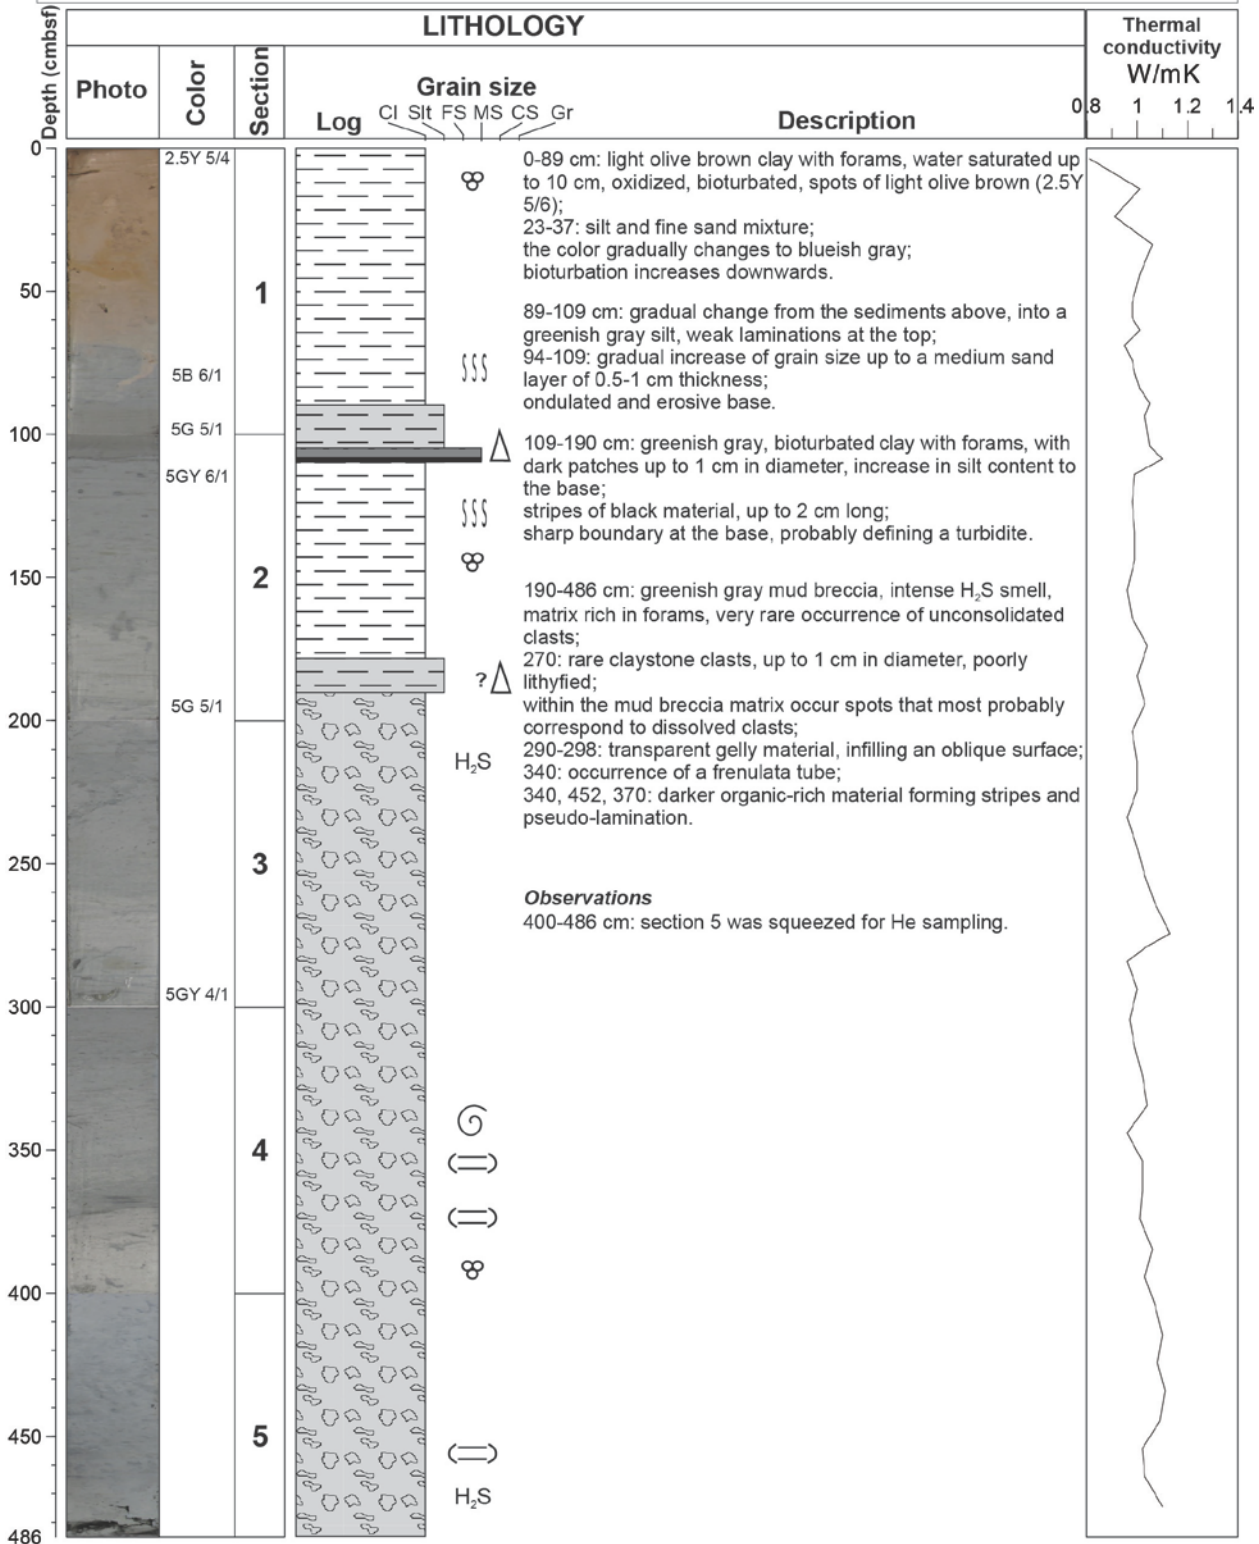 LITHOLOGY
Thermal
conductivity
W/mK
Depth (cmbsf)
Photo
Color
Section
Log
Grain size
Cl Slt FS MS CS Gr
Description
0.8 1 1.2 1.4
0
50
100
150
200
250
300
350
400
450
486
2.5Y 5/4
5B 6/1
5G 5/1
5GY 6/1
5G 5/1
5GY 4/1
1
2
3
4
5
?
H₂S
H₂S
0-89 cm: light olive brown clay with forams, water saturated up
to 10 cm, oxidized, bioturbated, spots of light olive brown (2.5Y
5/6);
23-37: silt and fine sand mixture;
the color gradually changes to blueish gray;
bioturbation increases downwards.
89-109 cm: gradual change from the sediments above, into a
greenish gray silt, weak laminations at the top;
94-109: gradual increase of grain size up to a medium sand
layer of 0.5-1 cm thickness;
ondulated and erosive base.
109-190 cm: greenish gray, bioturbated clay with forams, with
dark patches up to 1 cm in diameter, increase in silt content to
the base;
stripes of black material, up to 2 cm long;
sharp boundary at the base, probably defining a turbidite.
190-486 cm: greenish gray mud breccia, intense H₂S smell,
matrix rich in forams, very rare occurrence of unconsolidated
clasts;
270: rare claystone clasts, up to 1 cm in diameter, poorly
lithyfied;
within the mud breccia matrix occur spots that most probably
correspond to dissolved clasts;
290-298: transparent gelly material, infilling an oblique surface;
340: occurrence of a frenulata tube;
340, 452, 370: darker organic-rich material forming stripes and
pseudo-lamination.
Observations
400-486 cm: section 5 was squeezed for He sampling.